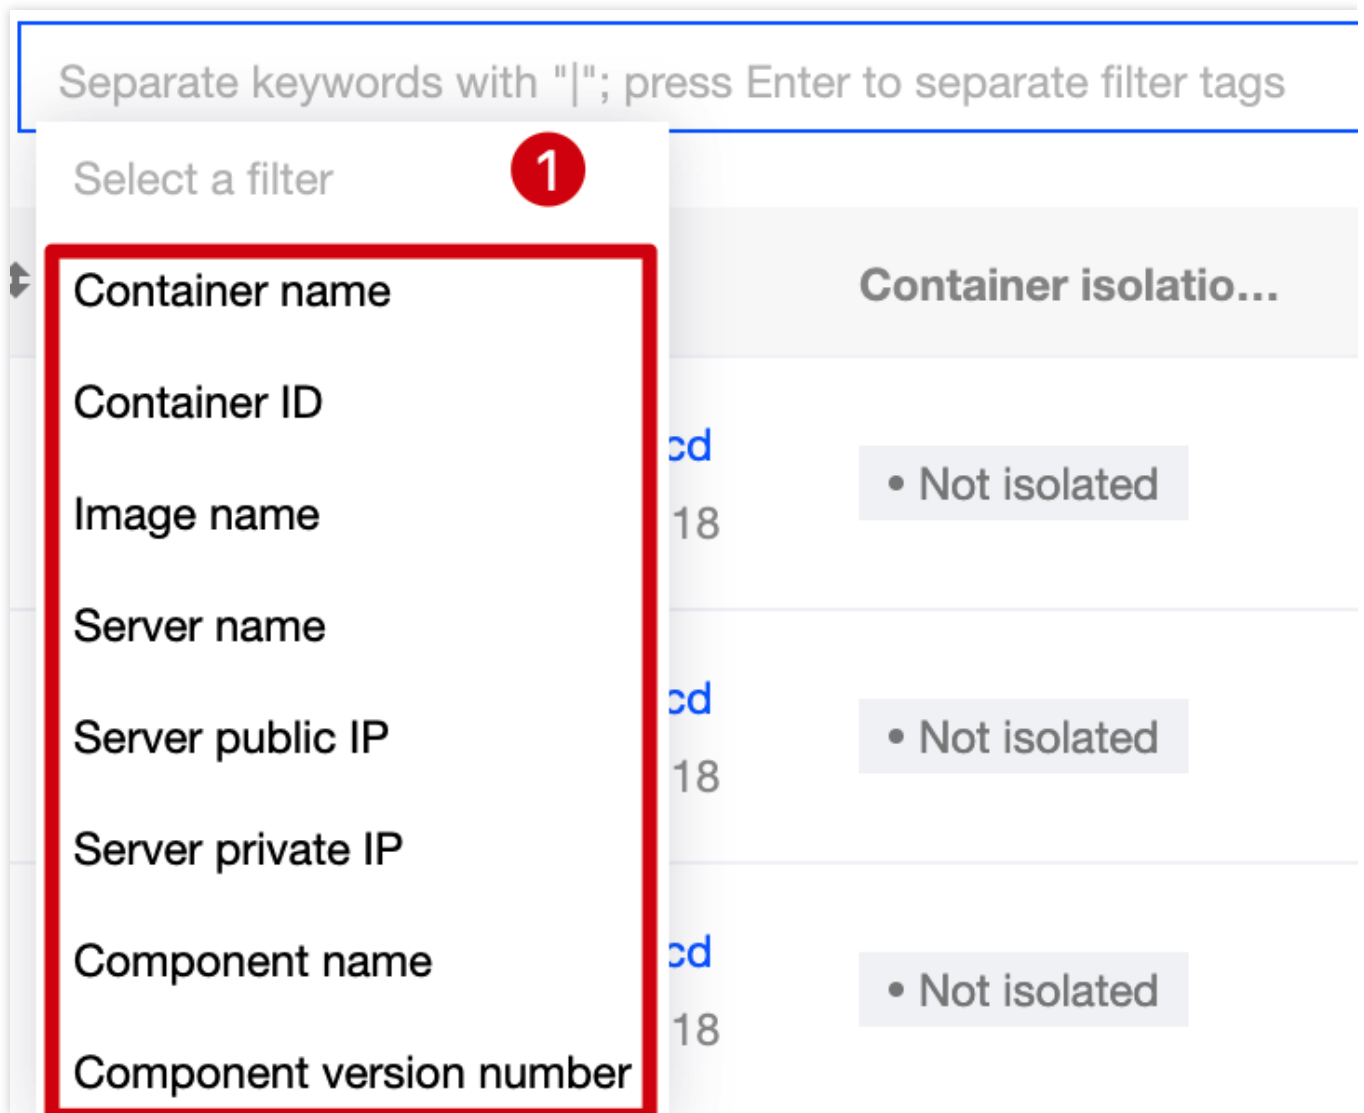 Separate keywords with "|"; press Enter to separate filter tags
Select a filter
1
Container name
Container isolatio...
Container ID
cd
Not isolated
Image name
18
Server name
cd
Server public IP
Not isolated
18
Server private IP
cd
Component name
Not isolated
18
Component version number